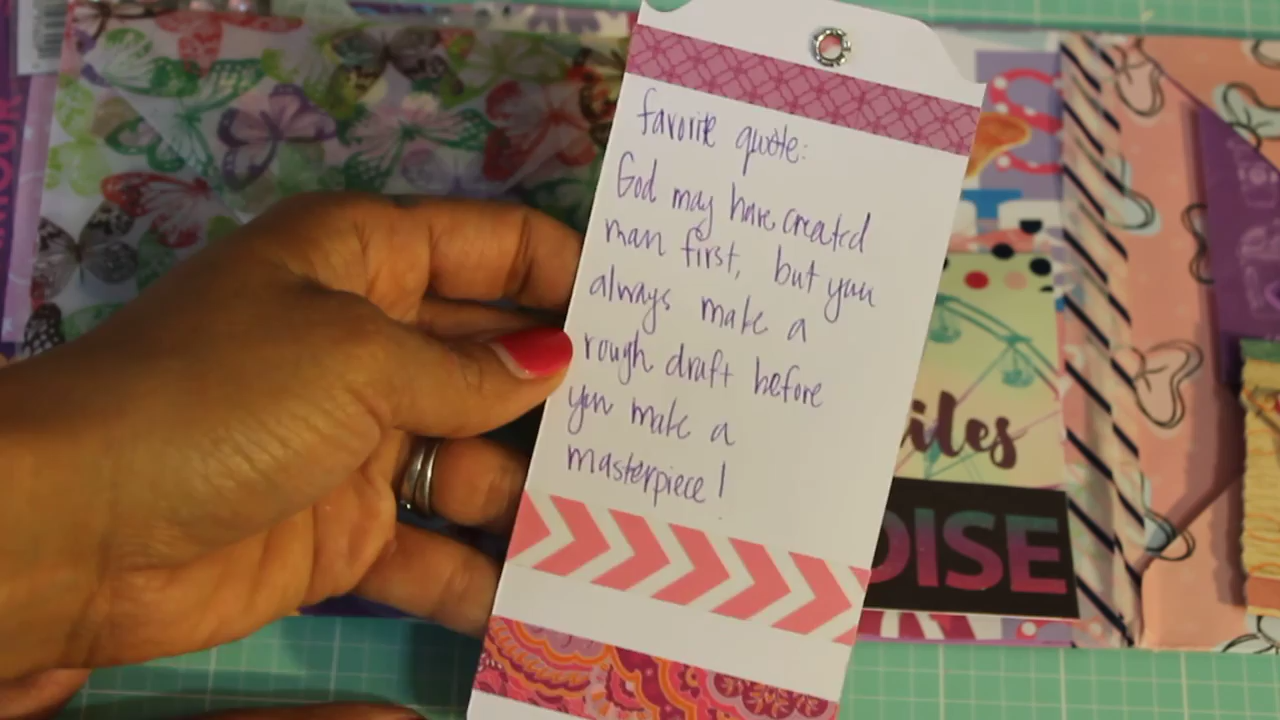 favorite quote:
God may have created
man first, but you
always make a
rough draft before
you make a
masterpiece!
iles
OISE